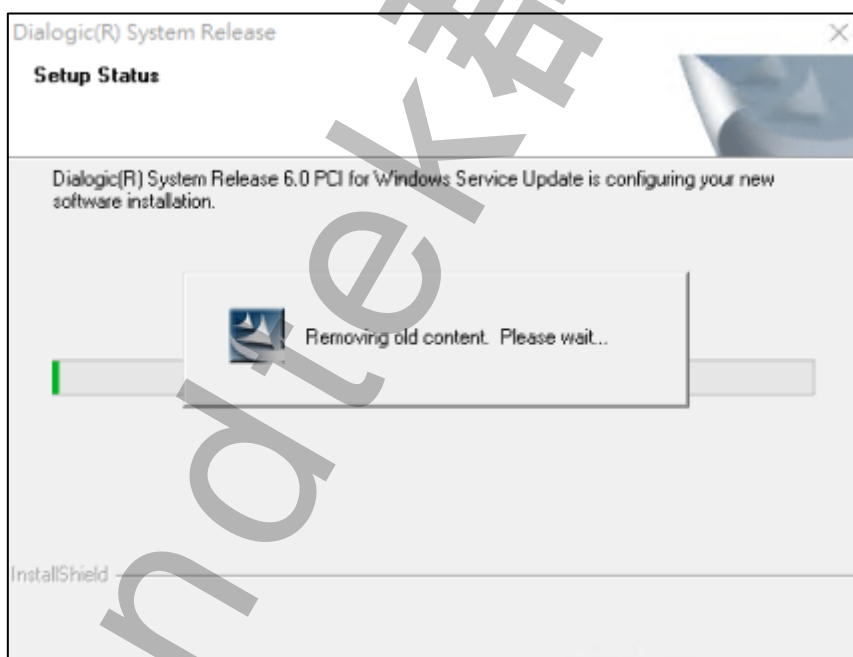 Dialogic(R) System Release
Setup Status
Dialogic(R) System Release 6.0 PCI for Windows Service Update is configuring your new
software installation.
Removing old content. Please wait...
InstallShield
ndtek